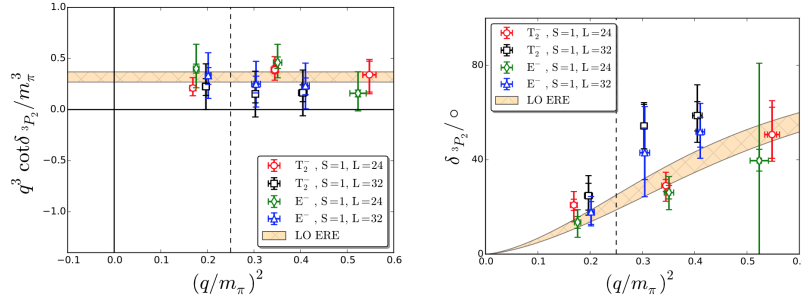 q³ cotδ ³P₂ /m_π³
1.0
0.5
0.0
−0.5
−1.0
−0.1 0.0 0.1 0.2 0.3 0.4 0.5 0.6
(q/m_π)²
T₂⁻ , S=1, L=24
T₂⁻ , S=1, L=32
E⁻ , S=1, L=24
E⁻ , S=1, L=32
LO ERE
δ ³P₂ / °
80
40
0
0.0 0.1 0.2 0.3 0.4 0.5 0.6
(q/m_π)²
T₂⁻ , S=1, L=24
T₂⁻ , S=1, L=32
E⁻ , S=1, L=24
E⁻ , S=1, L=32
LO ERE